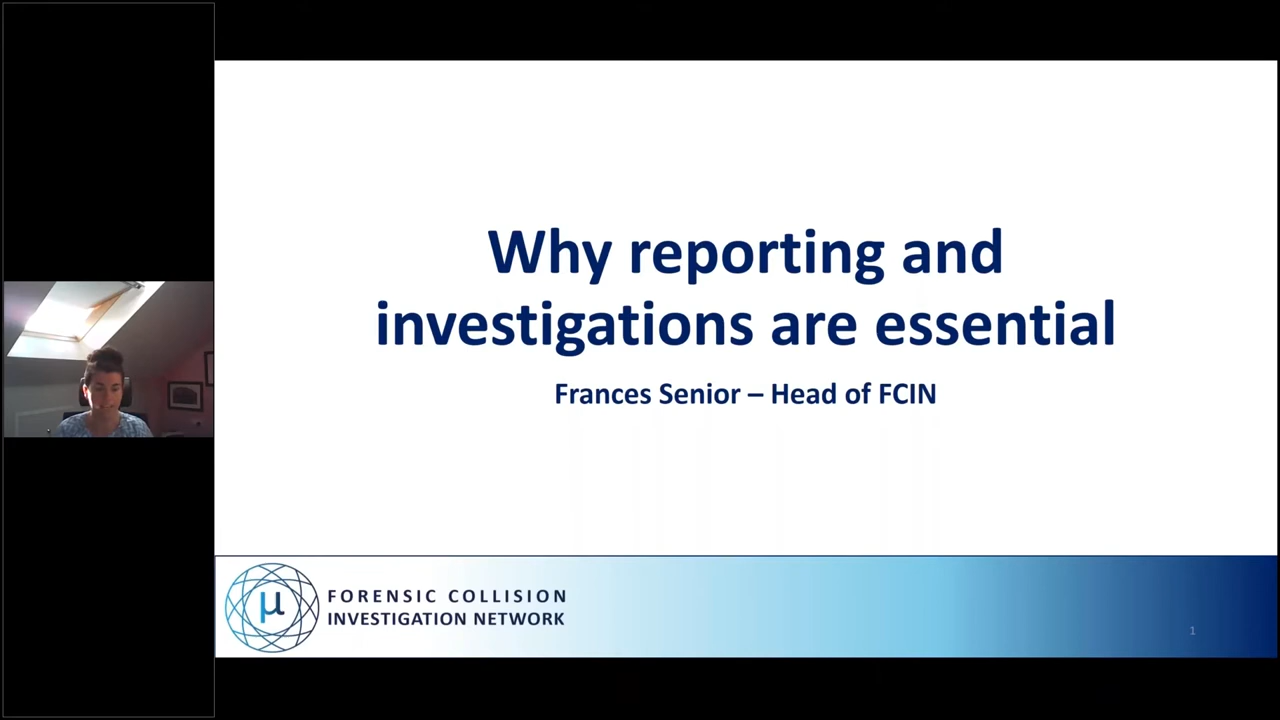 Why reporting and
investigations are essential
Frances Senior – Head of FCIN
μ
FORENSIC COLLISION
INVESTIGATION NETWORK
1